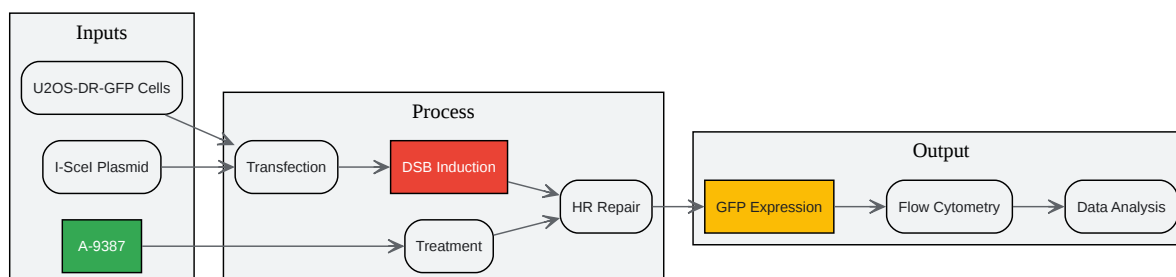 Inputs
U2OS-DR-GFP Cells
I-SceI Plasmid
A-9387
Process
Transfection
DSB Induction
Treatment
HR Repair
Output
GFP Expression
Flow Cytometry
Data Analysis